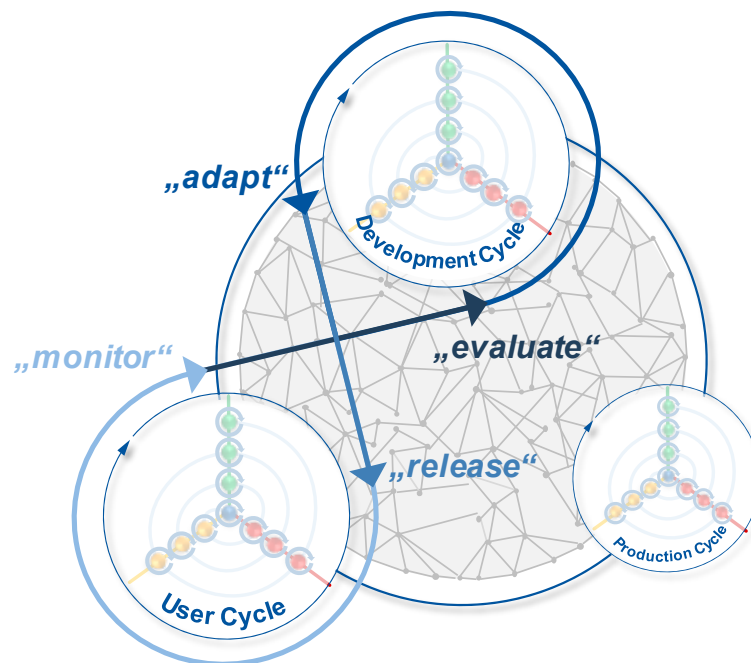 „adapt“
Development Cycle
„monitor“
„evaluate“
„release“
Production Cycle
User Cycle